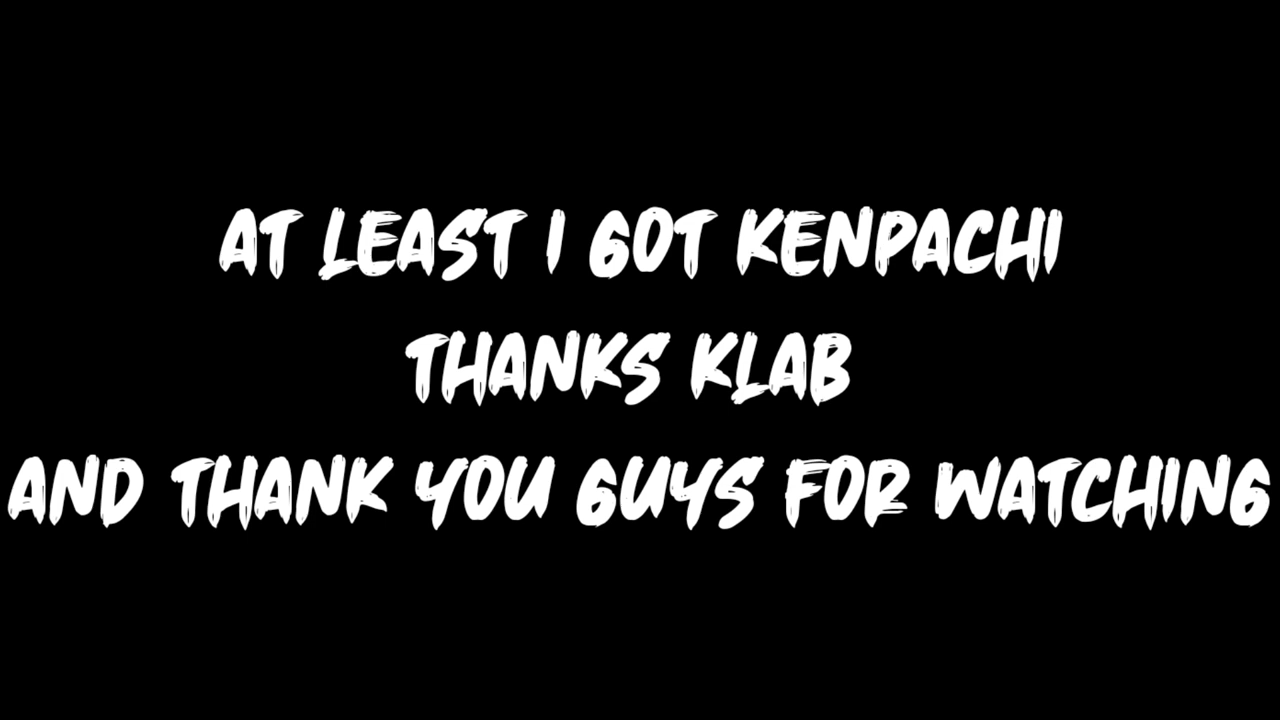 AT LEAST I GOT KENPACHI
THANKS KLAB
AND THANK YOU GUYS FOR WATCHING